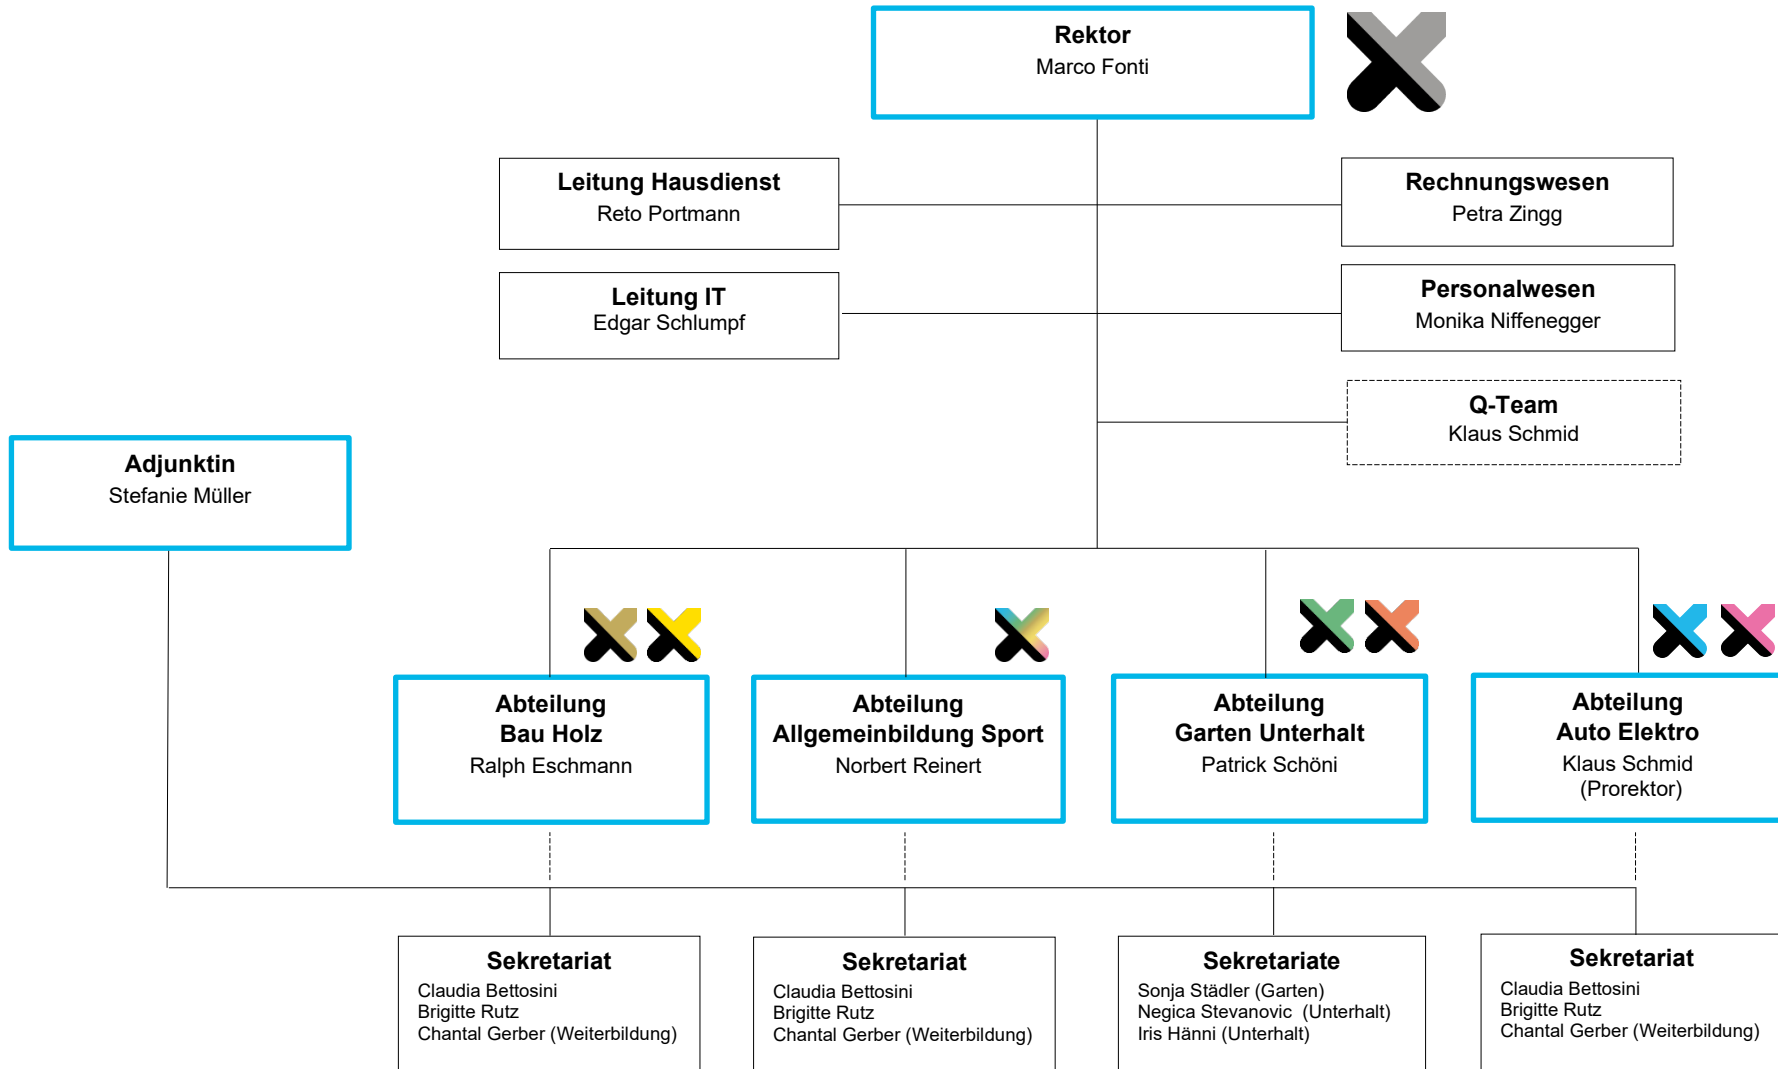 Rektor
Marco Fonti
Leitung Hausdienst
Reto Portmann
Rechnungswesen
Petra Zingg
Leitung IT
Edgar Schlumpf
Personalwesen
Monika Niffenegger
Q-Team
Klaus Schmid
Adjunktin
Stefanie Müller
Abteilung
Bau Holz
Ralph Eschmann
Abteilung
Allgemeinbildung Sport
Norbert Reinert
Abteilung
Garten Unterhalt
Patrick Schöni
Abteilung
Auto Elektro
Klaus Schmid
(Prorektor)
Sekretariat
Claudia Bettosini
Brigitte Rutz
Chantal Gerber (Weiterbildung)
Sekretariat
Claudia Bettosini
Brigitte Rutz
Chantal Gerber (Weiterbildung)
Sekretariate
Sonja Städler (Garten)
Negica Stevanovic (Unterhalt)
Iris Hänni (Unterhalt)
Sekretariat
Claudia Bettosini
Brigitte Rutz
Chantal Gerber (Weiterbildung)